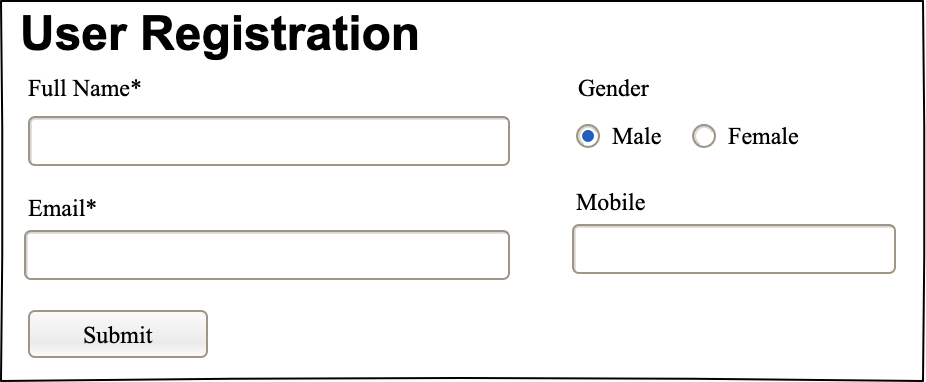 User Registration
Full Name*
Gender
Male
Female
Email*
Mobile
Submit